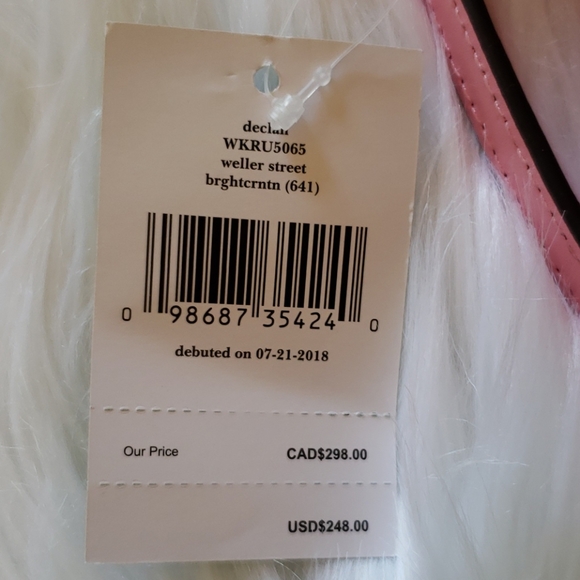 WKRU5065
weller street
brghtcrntn (641)
0 98687 35424 0
debuted on 07-21-2018
Our Price CAD$298.00
USD$248.00